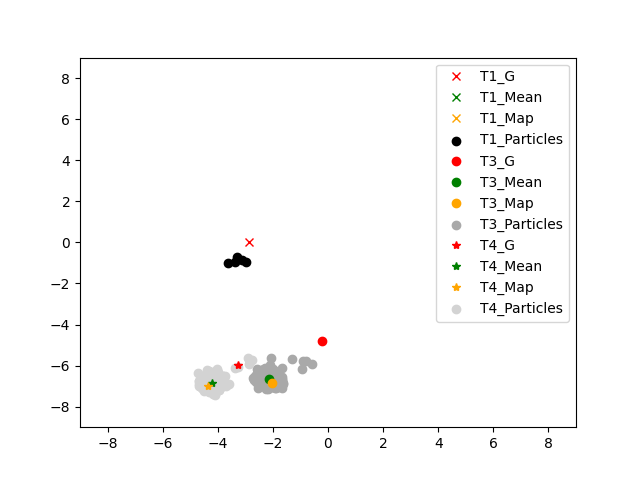 8
6
4
2
0
−2
−4
−6
−8
−8 −6 −4 −2 0 2 4 6 8
T1_G
T1_Mean
T1_Map
T1_Particles
T3_G
T3_Mean
T3_Map
T3_Particles
T4_G
T4_Mean
T4_Map
T4_Particles